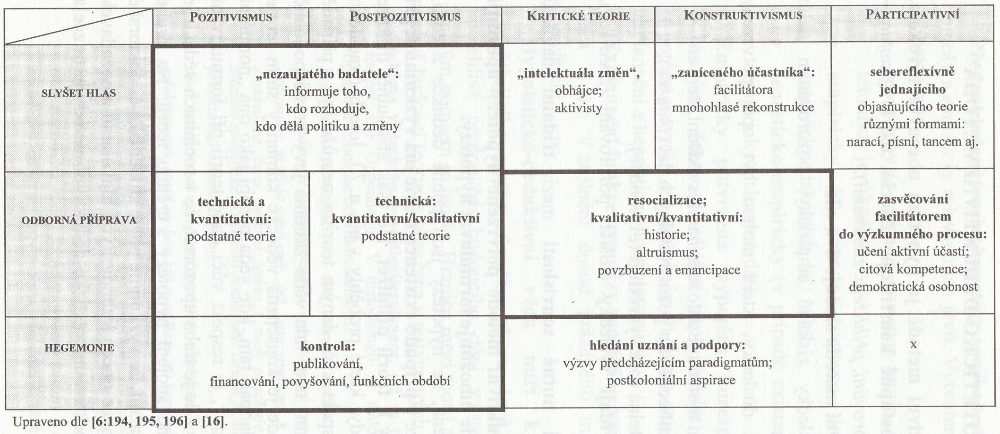 POZITIVISMUS
POSTPOZITIVISMUS
KRITICKÉ TEORIE
KONSTRUKTIVISMUS
PARTICIPATIVNÍ
SLYŠET HLAS
„nezaujatého badatele“:
informuje toho,
kdo rozhoduje,
kdo dělá politiku a změny
„intelektuála změn“,
obhájce;
aktivisty
„zaníceného účastníka“:
facilitátora
mnohohlasé rekonstrukce
sebereflexívně
jednajícího
objasňujícího teorie
různými formami:
narací, písní, tancem aj.
ODBORNÁ PŘÍPRAVA
technická a
kvantitativní:
podstatné teorie
technická:
kvantitativní/kvalitativní
podstatné teorie
resocializace;
kvalitativní/kvantitativní:
historie;
altruismus;
povzbuzení a emancipace
zasvěcování
facilitátorem
do výzkumného procesu:
učení aktivní účastí;
citová kompetence;
demokratická osobnost
HEGEMONIE
kontrola:
publikování,
financování, povyšování, funkčních období
hledání uznání a podpory:
výzvy předcházejícím paradigmatům;
postkoloniální aspirace
x
Upraveno dle [6:194, 195, 196] a [16].